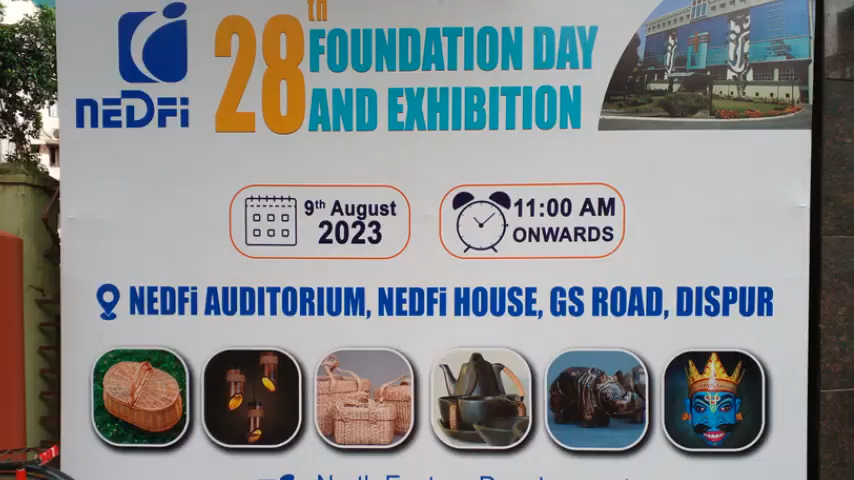 NEDFi
28th FOUNDATION DAY
AND EXHIBITION
9th August
2023
11:00 AM
ONWARDS
NEDFi AUDITORIUM, NEDFi HOUSE, GS ROAD, DISPUR